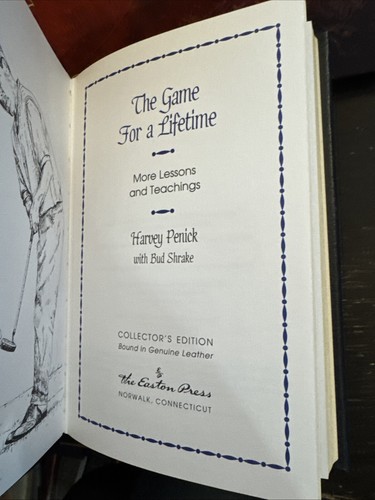 The Game
For a Lifetime
More Lessons
and Teachings
Harvey Penick
with Bud Shrake
COLLECTOR'S EDITION
Bound in Genuine Leather
the Easton Press
NORWALK, CONNECTICUT